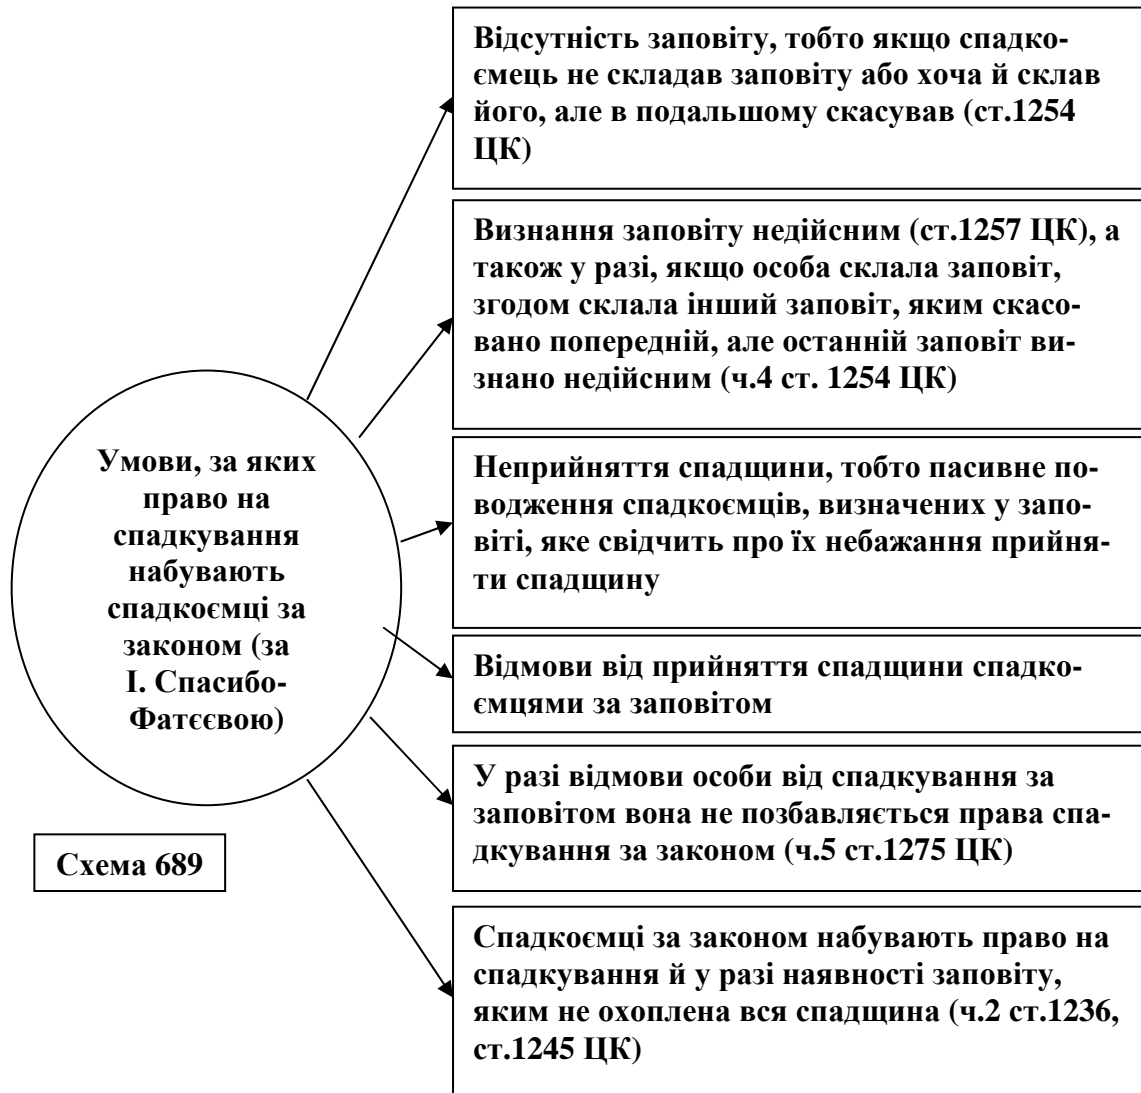 Відсутність заповіту, тобто якщо спадко-
ємець не складав заповіту або хоча й склав
його, але в подальшому скасував (ст.1254
ЦК)
Визнання заповіту недійсним (ст.1257 ЦК), а
також у разі, якщо особа склала заповіт,
згодом склала інший заповіт, яким скасо-
вано попередній, але останній заповіт ви-
знано недійсним (ч.4 ст. 1254 ЦК)
Умови, за яких
право на
спадкування
набувають
спадкоємці за
законом (за
І. Спасибо-
Фатєєвою)
Неприйняття спадщини, тобто пасивне по-
водження спадкоємців, визначених у запо-
віті, яке свідчить про їх небажання прийня-
ти спадщину
Відмови від прийняття спадщини спадко-
ємцями за заповітом
У разі відмови особи від спадкування за
заповітом вона не позбавляється права спа-
дкування за законом (ч.5 ст.1275 ЦК)
Схема 689
Спадкоємці за законом набувають право на
спадкування й у разі наявності заповіту,
яким не охоплена вся спадщина (ч.2 ст.1236,
ст.1245 ЦК)